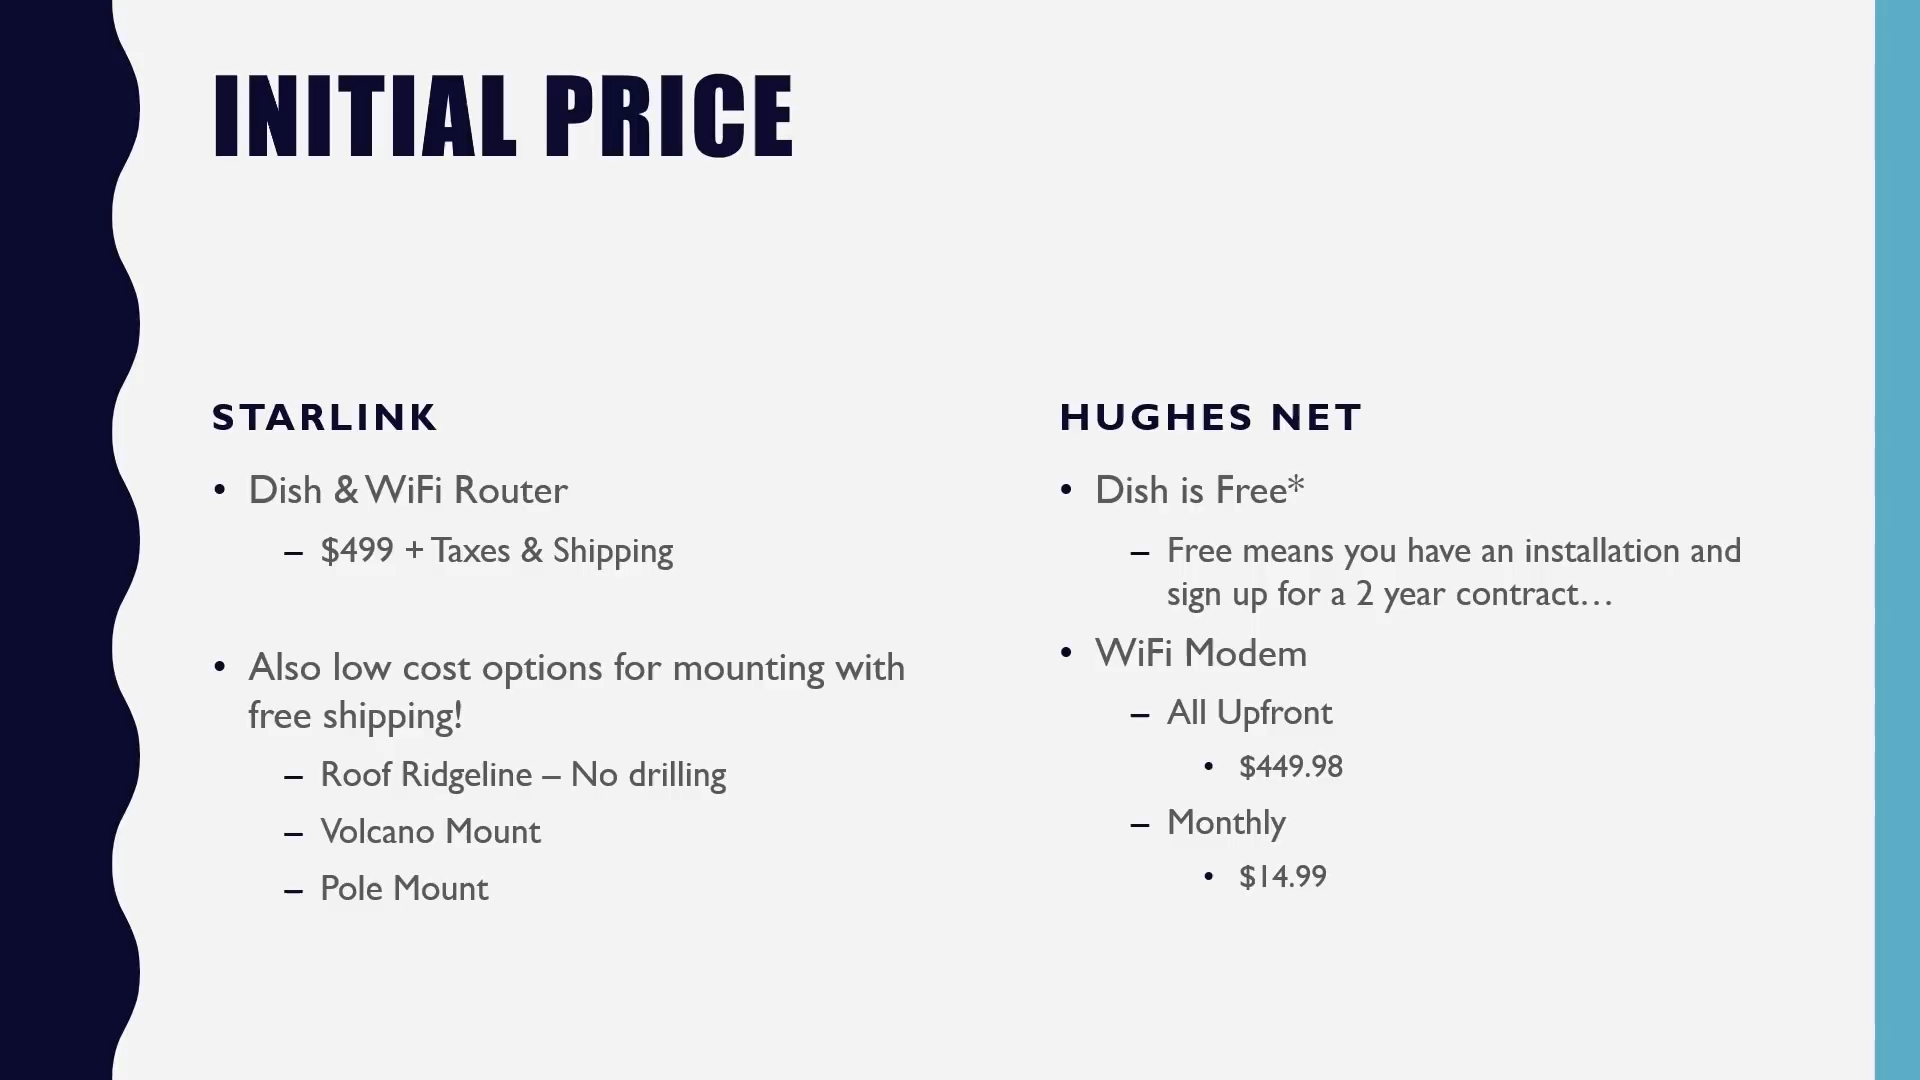 INITIAL PRICE
STARLINK
• Dish & WiFi Router
– $499 + Taxes & Shipping
• Also low cost options for mounting with
free shipping!
– Roof Ridgeline – No drilling
– Volcano Mount
– Pole Mount
HUGHES NET
• Dish is Free*
– Free means you have an installation and
sign up for a 2 year contract…
• WiFi Modem
– All Upfront
• $449.98
– Monthly
• $14.99